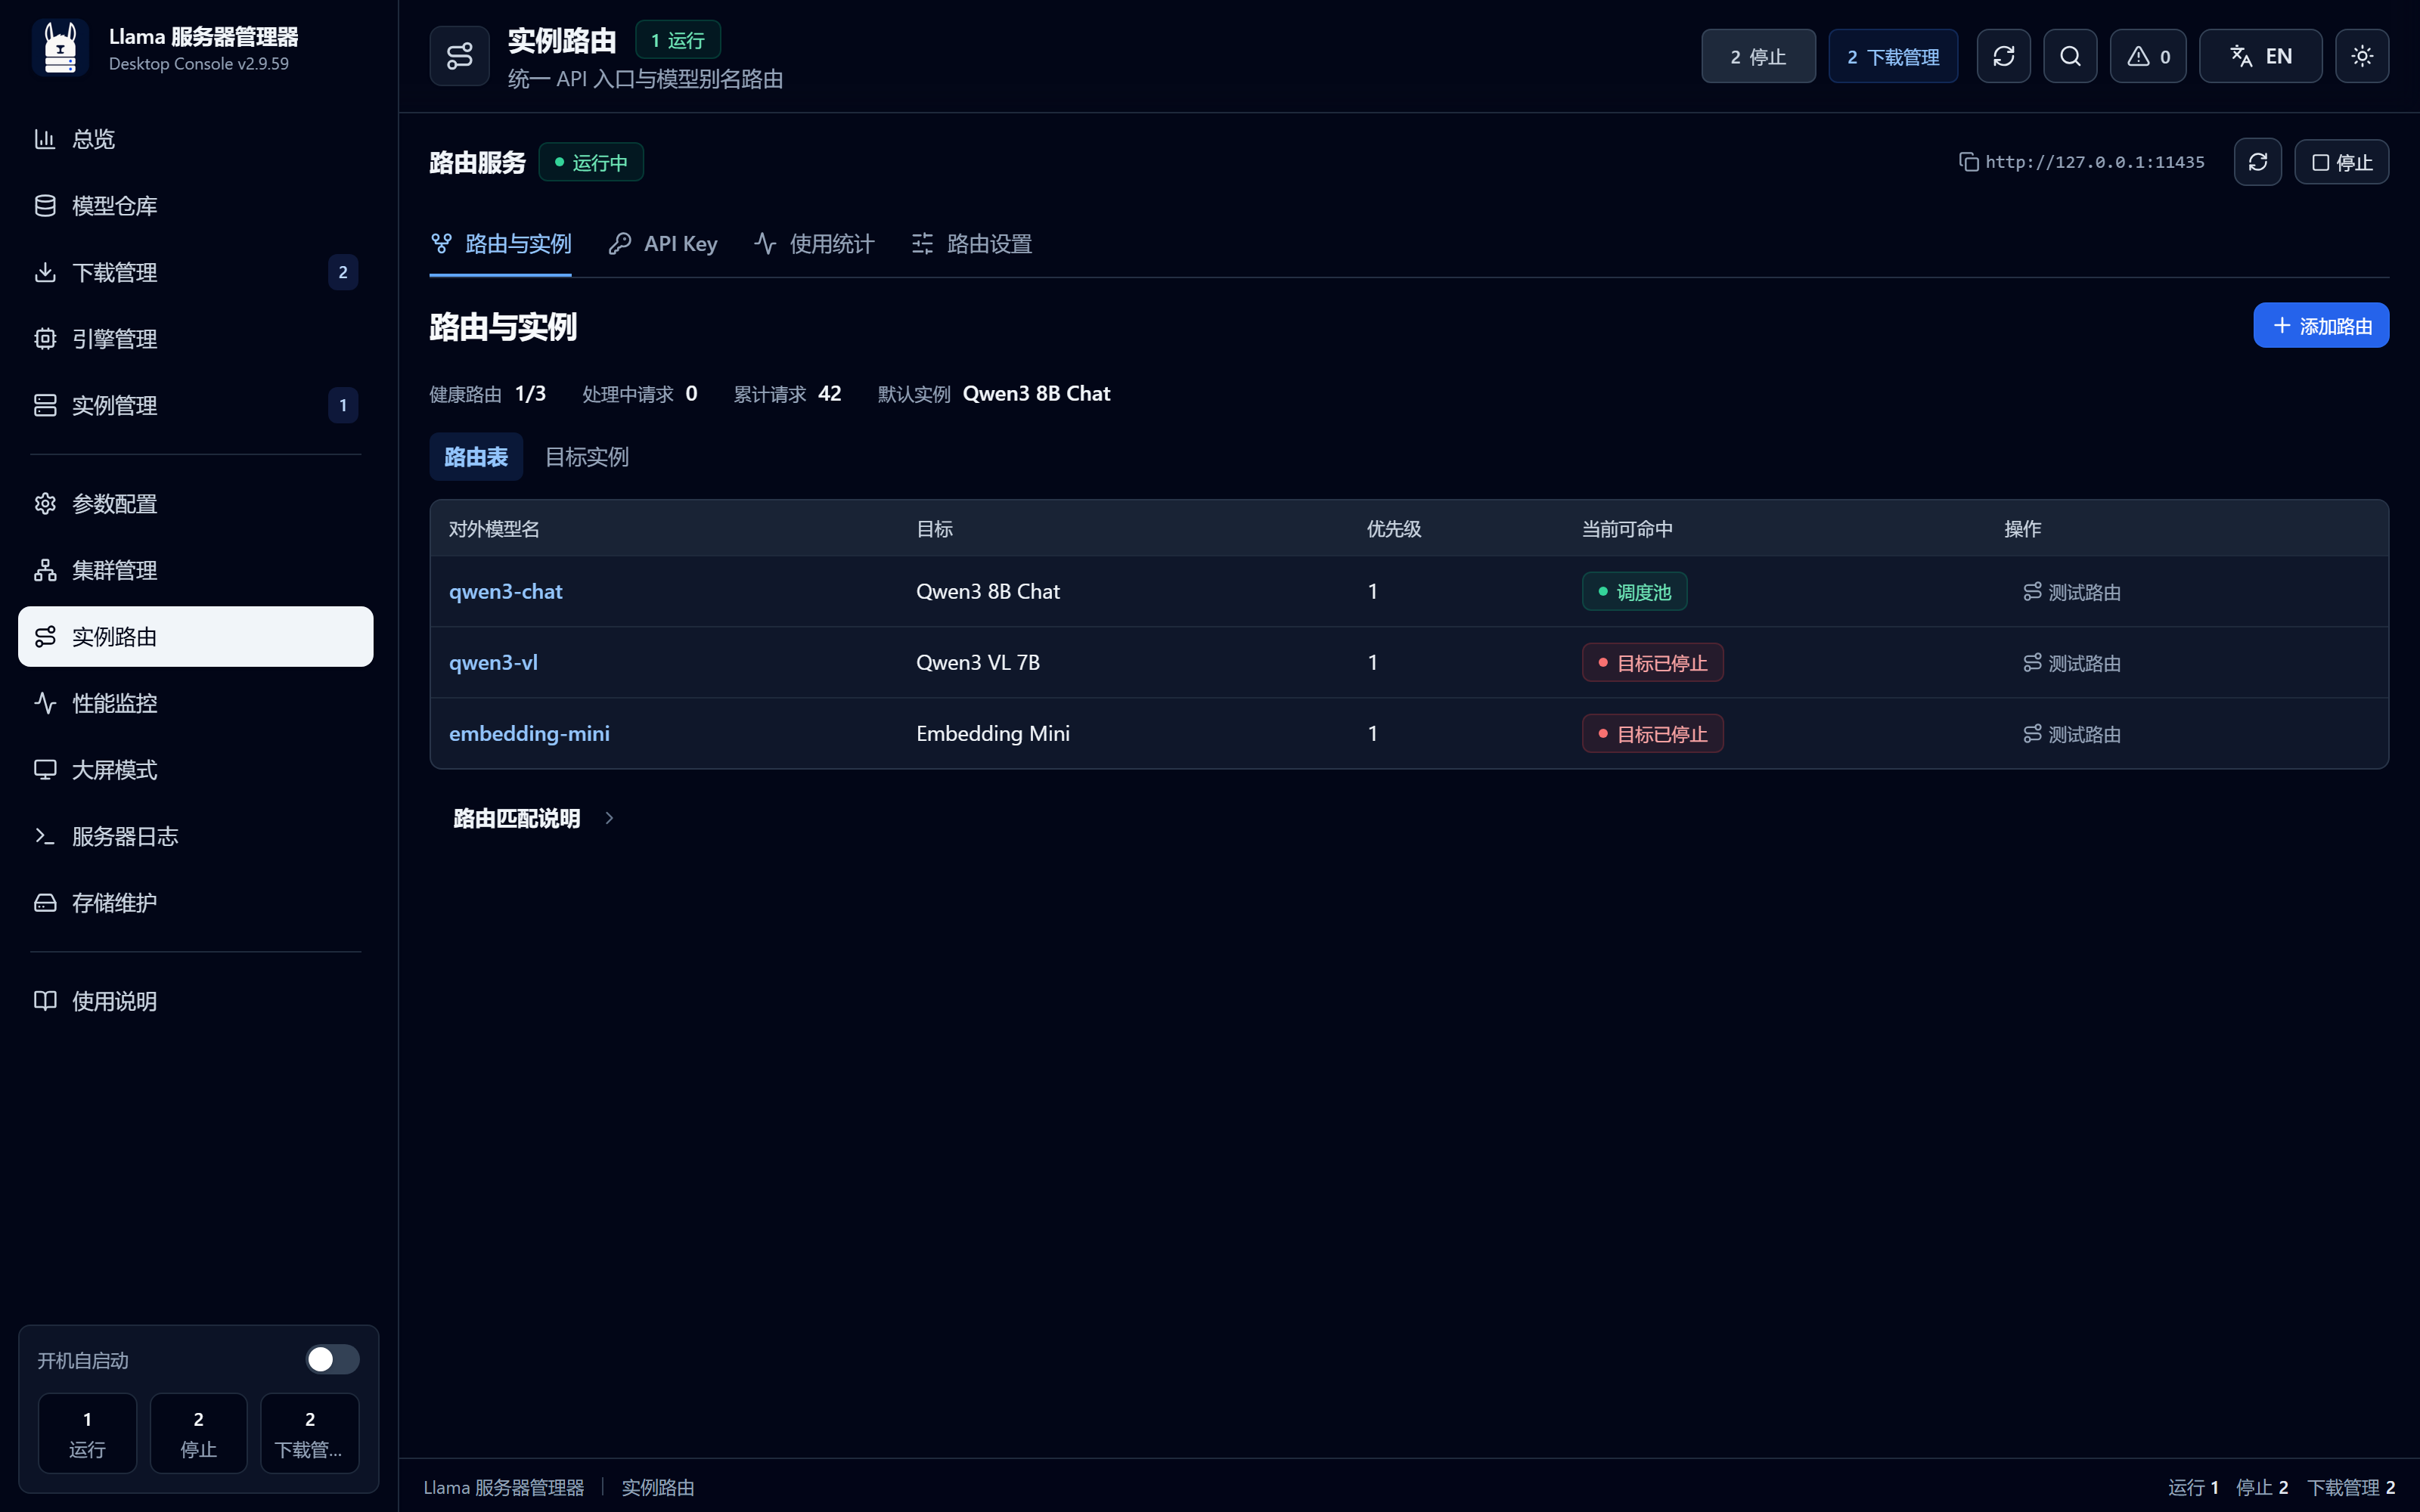 Llama 服务器管理器
Desktop Console v2.9.59
总览
模型仓库
下载管理 2
引擎管理
实例管理 1
参数配置
集群管理
实例路由
性能监控
大屏模式
服务器日志
存储维护
使用说明
开机自启动
1 2 2
运行 停止 下载管...
实例路由 1 运行
统一 API 入口与模型别名路由
2 停止 2 下载管理 0 EN
路由服务 运行中 http://127.0.0.1:11435 停止
路由与实例 API Key 使用统计 路由设置
路由与实例 添加路由
健康路由 1/3 处理中请求 0 累计请求 42 默认实例 Qwen3 8B Chat
路由表 目标实例
对外模型名 目标 优先级 当前可命中 操作
qwen3-chat Qwen3 8B Chat 1 调度池 测试路由
qwen3-vl Qwen3 VL 7B 1 目标已停止 测试路由
embedding-mini Embedding Mini 1 目标已停止 测试路由
路由匹配说明
Llama 服务器管理器 实例路由 运行 1 停止 2 下载管理 2